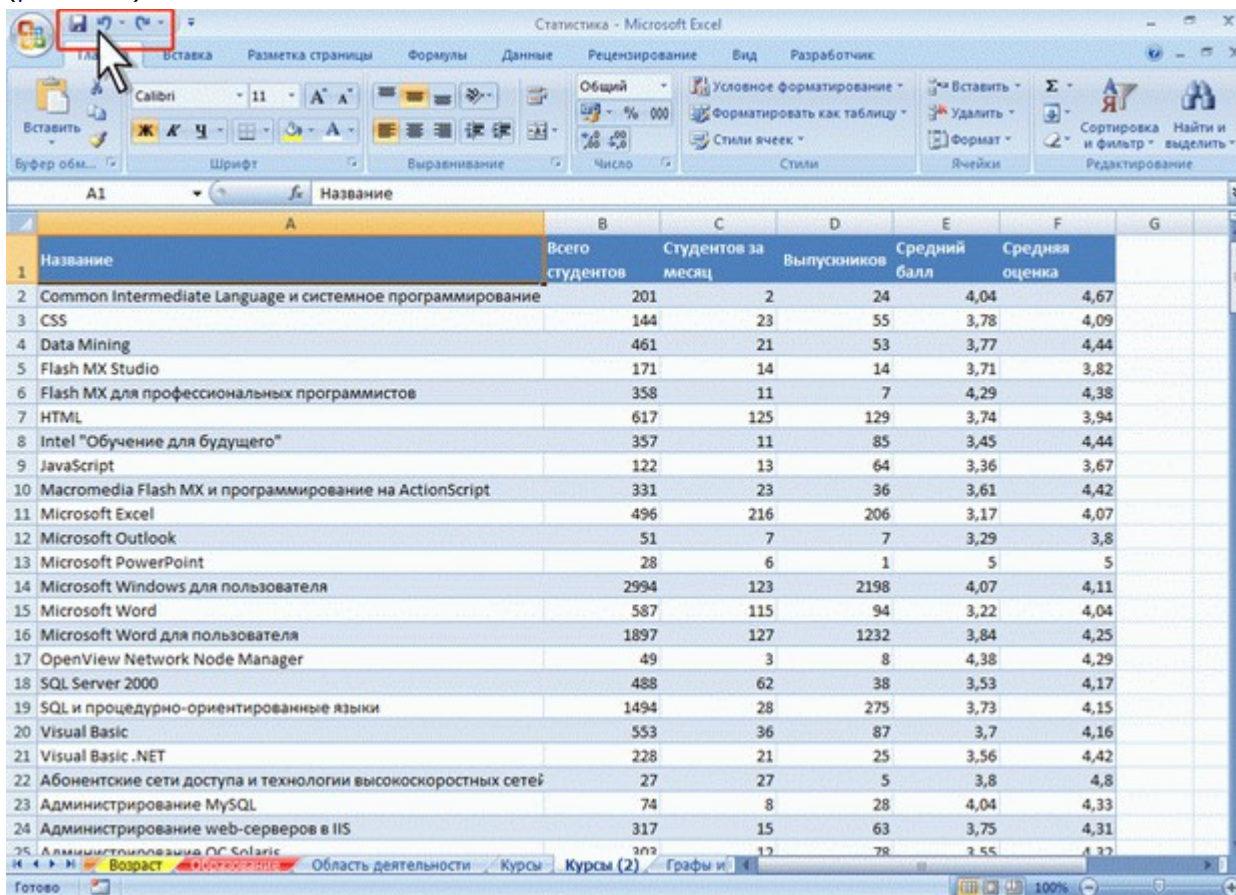 Статистика - Microsoft Excel
Вставка Разметка страницы Формулы Данные Рецензирование Вид Разработчик
Вставить
Буфер обм...
Calibri 11
Ж К Ч
Шрифт
Выравнивание
Общий
% 000
Число
Условное форматирование
Форматировать как таблицу
Стили ячеек
Стили
Вставить
Удалить
Формат
Ячейки
Σ
Сортировка и фильтр
Найти и выделить
Редактирование
A1 fx Название
A B C D E F G
1 Название Всего студентов Студентов за месяц Выпускников Средний балл Средняя оценка
2 Common Intermediate Language и системное программирование 201 2 24 4,04 4,67
3 CSS 144 23 55 3,78 4,09
4 Data Mining 461 21 53 3,77 4,44
5 Flash MX Studio 171 14 14 3,71 3,82
6 Flash MX для профессиональных программистов 358 11 7 4,29 4,38
7 HTML 617 125 129 3,74 3,94
8 Intel "Обучение для будущего" 357 11 85 3,45 4,44
9 JavaScript 122 13 64 3,36 3,67
10 Macromedia Flash MX и программирование на ActionScript 331 23 36 3,61 4,42
11 Microsoft Excel 496 216 206 3,17 4,07
12 Microsoft Outlook 51 7 7 3,29 3,8
13 Microsoft PowerPoint 28 6 1 5 5
14 Microsoft Windows для пользователя 2994 123 2198 4,07 4,11
15 Microsoft Word 587 115 94 3,22 4,04
16 Microsoft Word для пользователя 1897 127 1232 3,84 4,25
17 OpenView Network Node Manager 49 3 8 4,38 4,29
18 SQL Server 2000 488 62 38 3,53 4,17
19 SQL и процедурно-ориентированные языки 1494 28 275 3,73 4,15
20 Visual Basic 553 36 87 3,7 4,16
21 Visual Basic .NET 228 21 25 3,56 4,42
22 Абонентские сети доступа и технологии высокоскоростных сетей 27 27 5 3,8 4,8
23 Администрирование MySQL 74 8 28 4,04 4,33
24 Администрирование web-серверов в IIS 317 15 63 3,75 4,31
25 Администрирование ОС Solaris 303 12 78 3,55 4,32
Возраст Образование Область деятельности Курсы Курсы (2) Графы и
Готово 100%